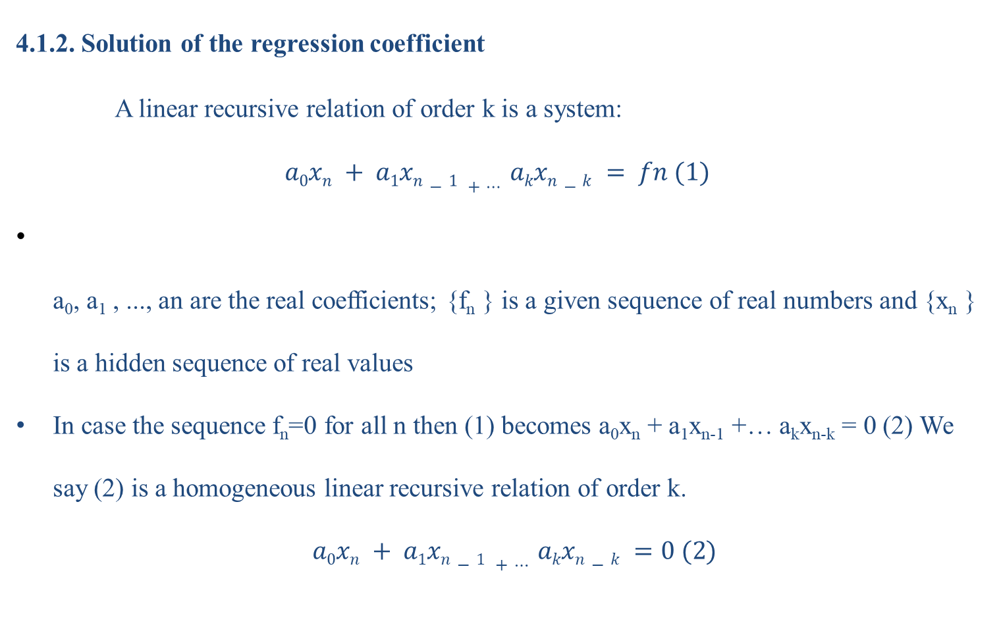 4.1.2. Solution of the regression coefficient
A linear recursive relation of order k is a system:
a₀xₙ + a₁xₙ ₋ ₁ ₊ … aₖxₙ ₋ ₖ = fn (1)
•
a₀, a₁ , ..., an are the real coefficients; {fₙ } is a given sequence of real numbers and {xₙ }
is a hidden sequence of real values
• In case the sequence fₙ=0 for all n then (1) becomes a₀xₙ + a₁xₙ₋₁ +… aₖxₙ₋ₖ = 0 (2) We
say (2) is a homogeneous linear recursive relation of order k.
a₀xₙ + a₁xₙ ₋ ₁ ₊ … aₖxₙ ₋ ₖ = 0 (2)